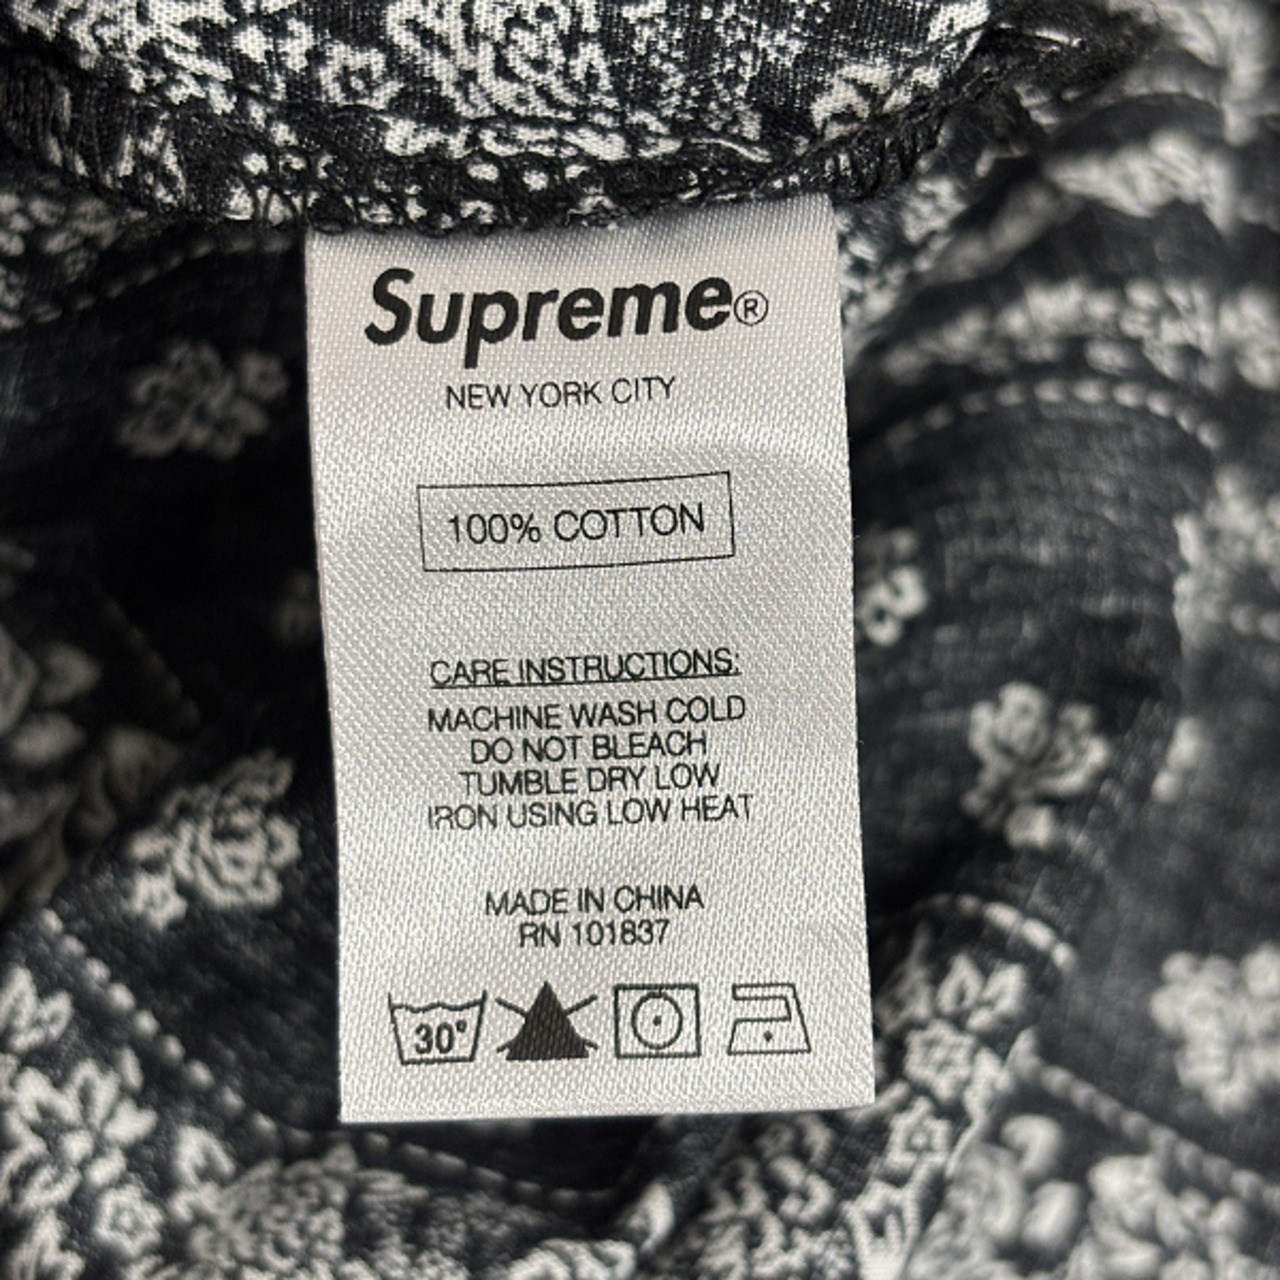 Supreme®
NEW YORK CITY
100% COTTON
CARE INSTRUCTIONS:
MACHINE WASH COLD
DO NOT BLEACH
TUMBLE DRY LOW
IRON USING LOW HEAT
MADE IN CHINA
RN 101837
30°